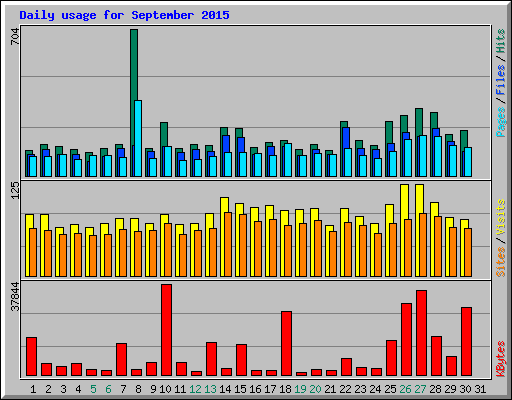 Daily usage for September 2015
704
Pages / Files / Hits
125
Sites / Visits
37844
KBytes
1 2 3 4 5 6 7 8 9 10 11 12 13 14 15 16 17 18 19 20 21 22 23 24 25 26 27 28 29 30 31